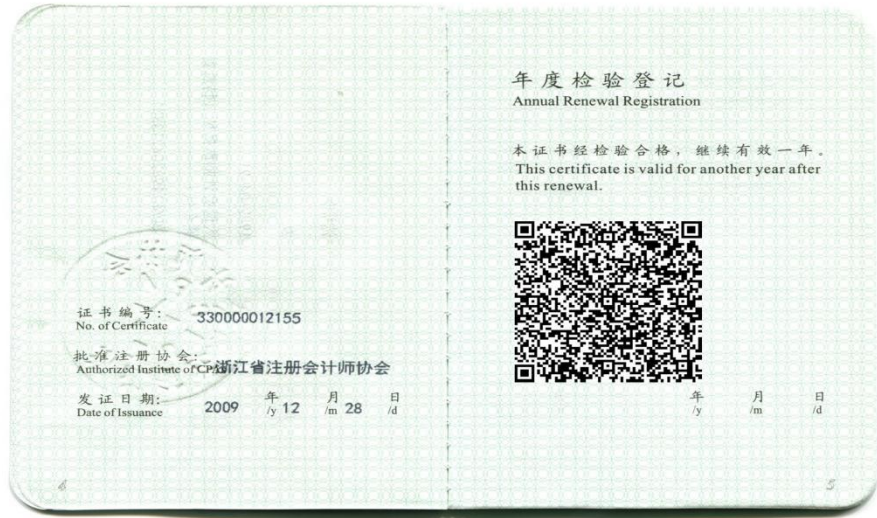 证书编号:
No. of Certificate
330000012155
批准注册协会:
Authorized Institute of CPAs
浙江省注册会计师协会
发证日期:
Date of Issuance
2009 年 12 月 28 日
/y /m /d
年度检验登记
Annual Renewal Registration
本证书经检验合格，继续有效一年。
This certificate is valid for another year after
this renewal.
年 月 日
/y /m /d
5